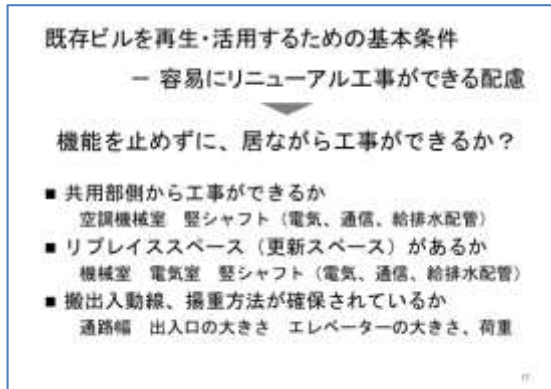 既存ビルを再生・活用するための基本条件
－ 容易にリニューアル工事ができる配慮
機能を止めずに、居ながら工事ができるか？
■ 共用部側から工事ができるか
空調機械室　竪シャフト（電気、通信、給排水配管）
■ リプレイススペース（更新スペース）があるか
機械室　電気室　竪シャフト（電気、通信、給排水配管）
■ 搬出入動線、揚重方法が確保されているか
通路幅　出入口の大きさ　エレベーターの大きさ、荷重